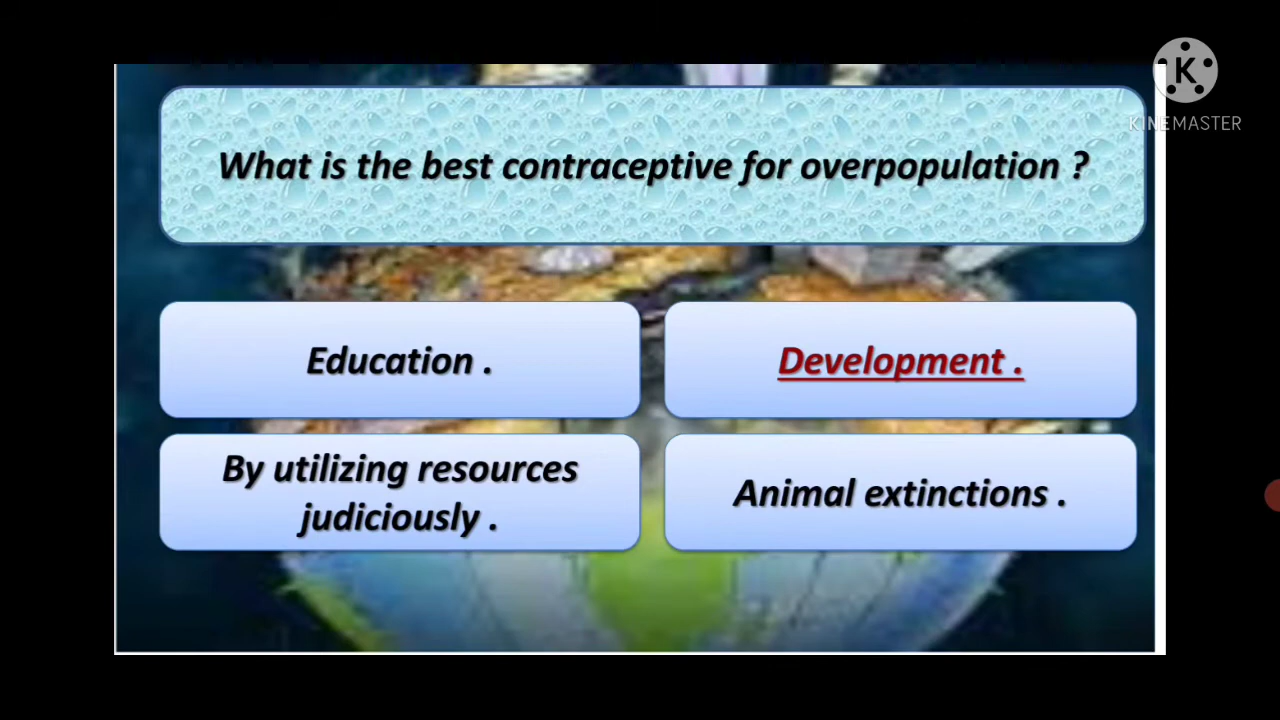 K
KINEMASTER
What is the best contraceptive for overpopulation ?
Education .
Development .
By utilizing resources
judiciously .
Animal extinctions .